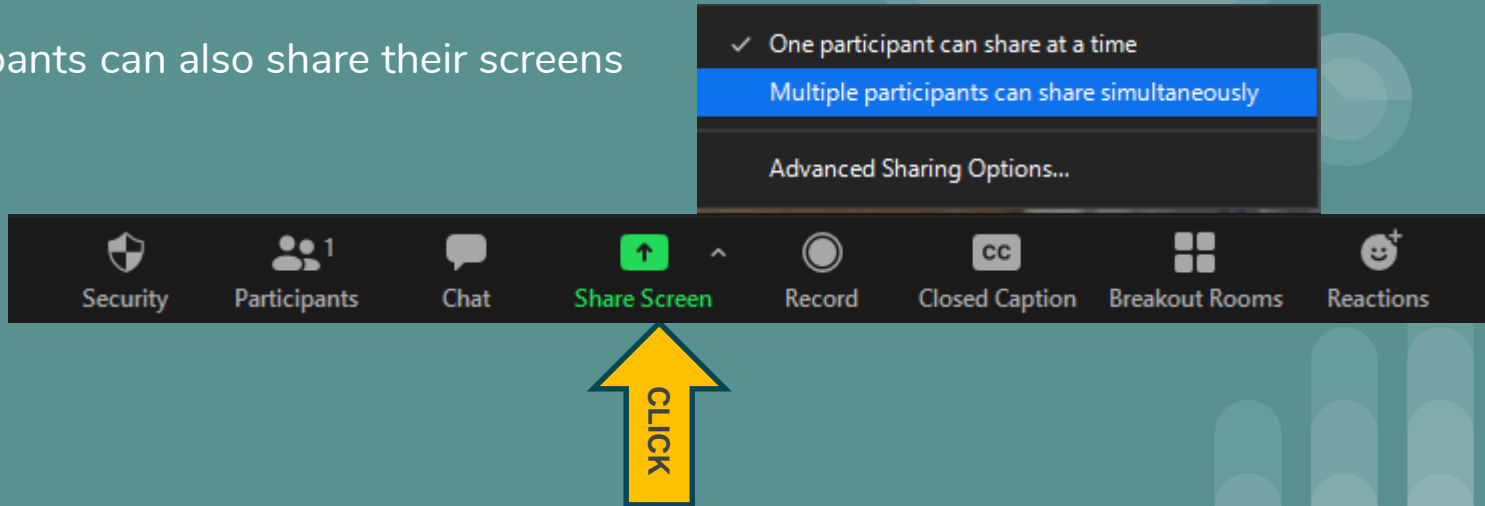 pants can also share their screens
✓ One participant can share at a time
Multiple participants can share simultaneously
Advanced Sharing Options...
1
Security Participants Chat Share Screen Record CC Closed Caption Breakout Rooms Reactions
CLICK